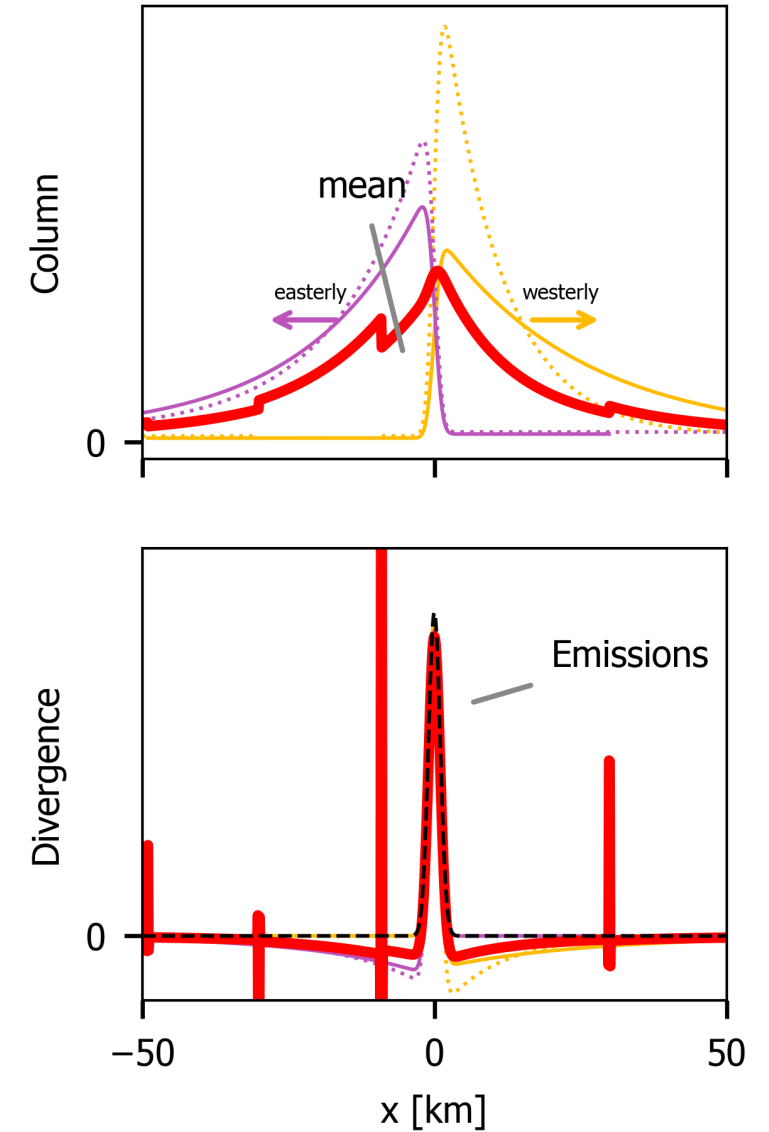 Column
mean
easterly
westerly
0
Divergence
Emissions
0
−50
0
50
x [km]